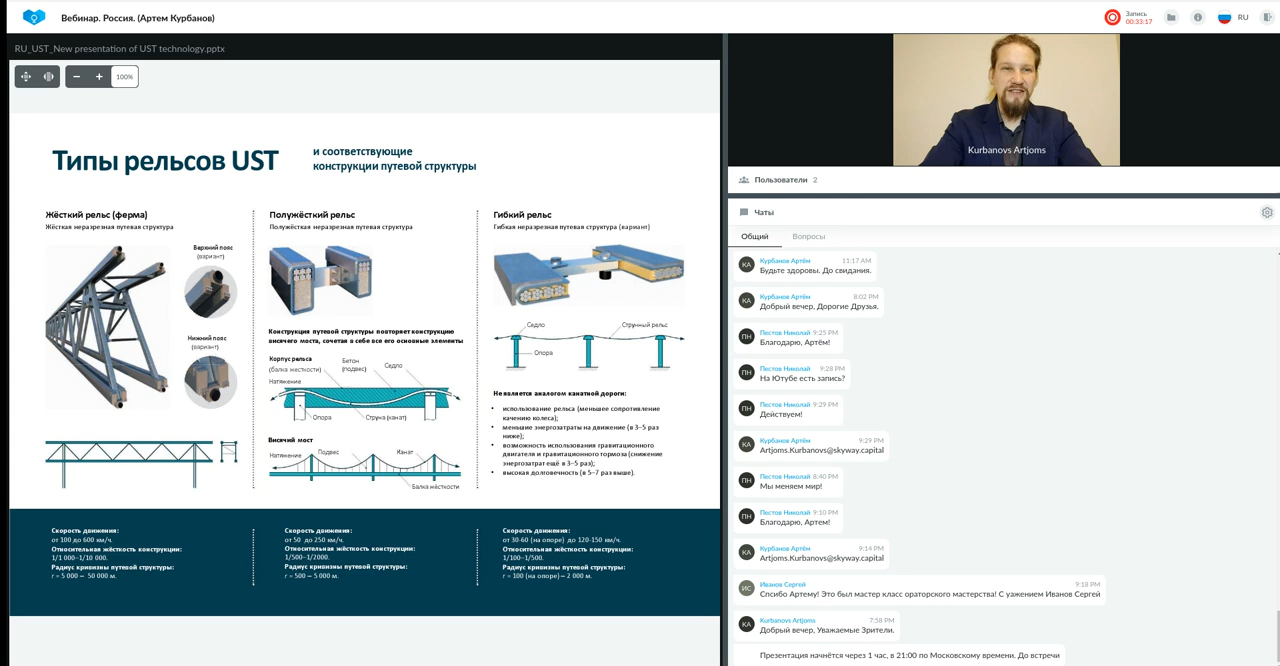 Вебинар. Россия. (Артем Курбанов)
Запись
00:33:17
RU
RU_UST_New presentation of UST technology.pptx
100%
Типы рельсов UST
и соответствующие
конструкции путевой структуры
Жёсткий рельс (ферма)
Жёсткая неразрезная путевая структура
Верхний пояс
(вариант)
Нижний пояс
(вариант)
Полужёсткий рельс
Полужёсткая неразрезная путевая структура
Конструкция путевой структуры повторяет конструкцию
висячего моста, сочетая в себе все его основные элементы
Корпус рельса
(балка жесткости)
Бетон
(подвес)
Седло
Натяжение
Опора
Струна (канат)
Висячий мост
Натяжение
Подвес
Канат
Балка жёсткости
Гибкий рельс
Гибкая неразрезная путевая структура (вариант)
Седло
Струнный рельс
Опора
Не является аналогом канатной дороги:
• использование рельса (меньшее сопротивление
качению колеса);
• меньшие энергозатраты на движение (в 3–5 раз
ниже);
• возможность использования гравитационного
двигателя и гравитационного тормоза (снижение
энергозатрат ещё в 3–5 раз);
• высокая долговечность (в 5–7 раз выше).
Скорость движения:
от 100 до 600 км/ч.
Относительная жёсткость конструкции:
1/1 000–1/10 000.
Радиус кривизны путевой структуры:
r = 5 000 – 50 000 м.
Скорость движения:
от 50 до 250 км/ч.
Относительная жёсткость конструкции:
1/500–1/2000.
Радиус кривизны путевой структуры:
r = 500 – 5 000 м.
Скорость движения:
от 30-60 (на опоре) до 120-150 км/ч.
Относительная жёсткость конструкции:
1/100–1/500.
Радиус кривизны путевой структуры:
r = 100 (на опоре) – 2 000 м.
Kurbanovs Artjoms
Пользователи 2
Чаты
Общий
Вопросы
КА
Курбанов Артём 11:17 AM
Будьте здоровы. До свидания.
КА
Курбанов Артём 8:02 PM
Добрый вечер, Дорогие Друзья.
ПН
Пестов Николай 9:25 PM
Благодарю, Артём!
ПН
Пестов Николай 9:28 PM
На Ютубе есть запись?
ПН
Пестов Николай 9:29 PM
Действуем!
КА
Курбанов Артём 9:29 PM
Artjoms.Kurbanovs@skyway.capital
ПН
Пестов Николай 8:40 PM
Мы меняем мир!
ПН
Пестов Николай 9:10 PM
Благодарю, Артем!
КА
Курбанов Артём 9:14 PM
Artjoms.Kurbanovs@skyway.capital
ИС
Иванов Сергей 9:18 PM
Спсибо Артему! Это был мастер класс ораторского мастерства! С уажением Иванов Сергей
KA
Kurbanovs Artjoms 7:58 PM
Добрый вечер, Уважаемые Зрители.
Презентация начнётся через 1 час, в 21:00 по Московскому времени. До встречи